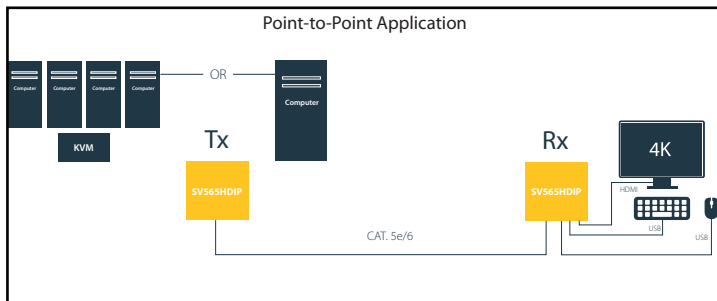 Point-to-Point Application
Computer
Computer
Computer
Computer
OR
Computer
KVM
Tx
Rx
4K
SV565HDIP
SV565HDIP
HDMI
USB
CAT. 5e/6
USB